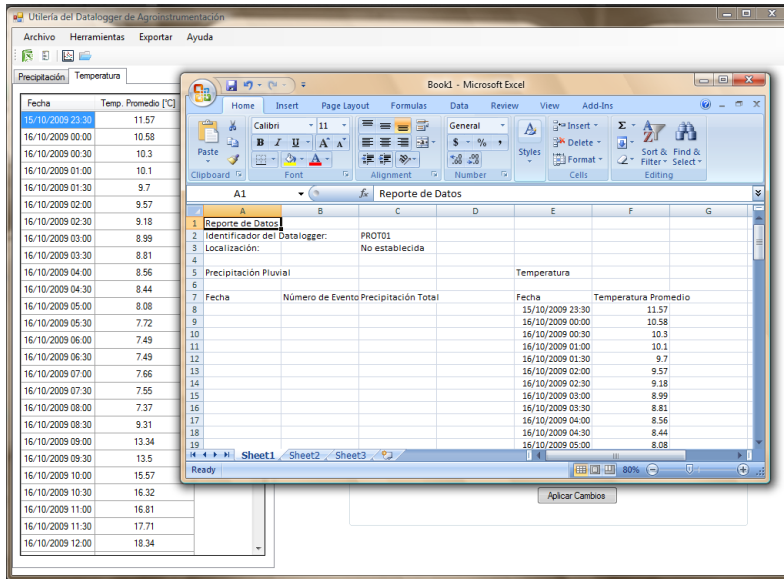 Utilería del Datalogger de Agroinstrumentación
Archivo Herramientas Exportar Ayuda
Precipitación Temperatura
Fecha Temp. Promedio [°C]
15/10/2009 23:30 11.57
16/10/2009 00:00 10.58
16/10/2009 00:30 10.3
16/10/2009 01:00 10.1
16/10/2009 01:30 9.7
16/10/2009 02:00 9.57
16/10/2009 02:30 9.18
16/10/2009 03:00 8.99
16/10/2009 03:30 8.81
16/10/2009 04:00 8.56
16/10/2009 04:30 8.44
16/10/2009 05:00 8.08
16/10/2009 05:30 7.72
16/10/2009 06:00 7.49
16/10/2009 06:30 7.49
16/10/2009 07:00 7.66
16/10/2009 07:30 7.55
16/10/2009 08:00 7.37
16/10/2009 08:30 9.31
16/10/2009 09:00 13.34
16/10/2009 09:30 13.5
16/10/2009 10:00 15.57
16/10/2009 10:30 16.32
16/10/2009 11:00 16.81
16/10/2009 11:30 17.71
16/10/2009 12:00 18.34
Book1 - Microsoft Excel
Home Insert Page Layout Formulas Data Review View Add-Ins
Paste
Clipboard
Calibri 11
B I U
Font
Alignment
General
$ % ,
Number
Styles
Insert
Delete
Format
Cells
Σ
Sort & Filter
Find & Select
Editing
A1 fx Reporte de Datos
A B C D E F G
1 Reporte de Datos
2 Identificador del Datalogger: PROT01
3 Localización: No establecida
4
5 Precipitación Pluvial Temperatura
6
7 Fecha Número de Evento Precipitación Total Fecha Temperatura Promedio
8 15/10/2009 23:30 11.57
9 16/10/2009 00:00 10.58
10 16/10/2009 00:30 10.3
11 16/10/2009 01:00 10.1
12 16/10/2009 01:30 9.7
13 16/10/2009 02:00 9.57
14 16/10/2009 02:30 9.18
15 16/10/2009 03:00 8.99
16 16/10/2009 03:30 8.81
17 16/10/2009 04:00 8.56
18 16/10/2009 04:30 8.44
19 16/10/2009 05:00 8.08
Sheet1 Sheet2 Sheet3
Ready 80%
Aplicar Cambios